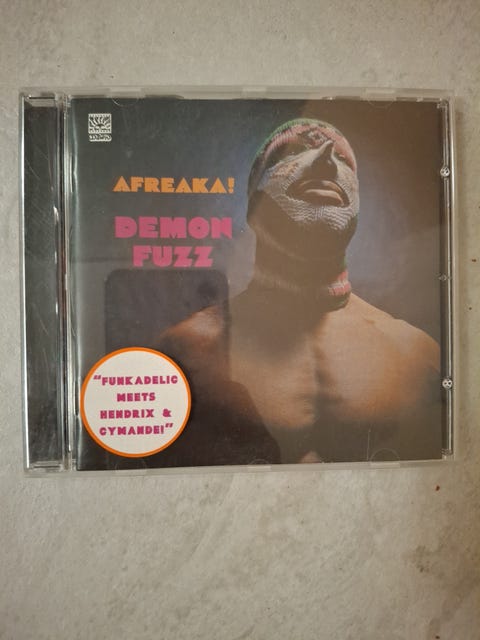 AFREAKA!
DEMON
FUZZ
"FUNKADELIC
MEETS
HENDRIX &
CYMANDE!"